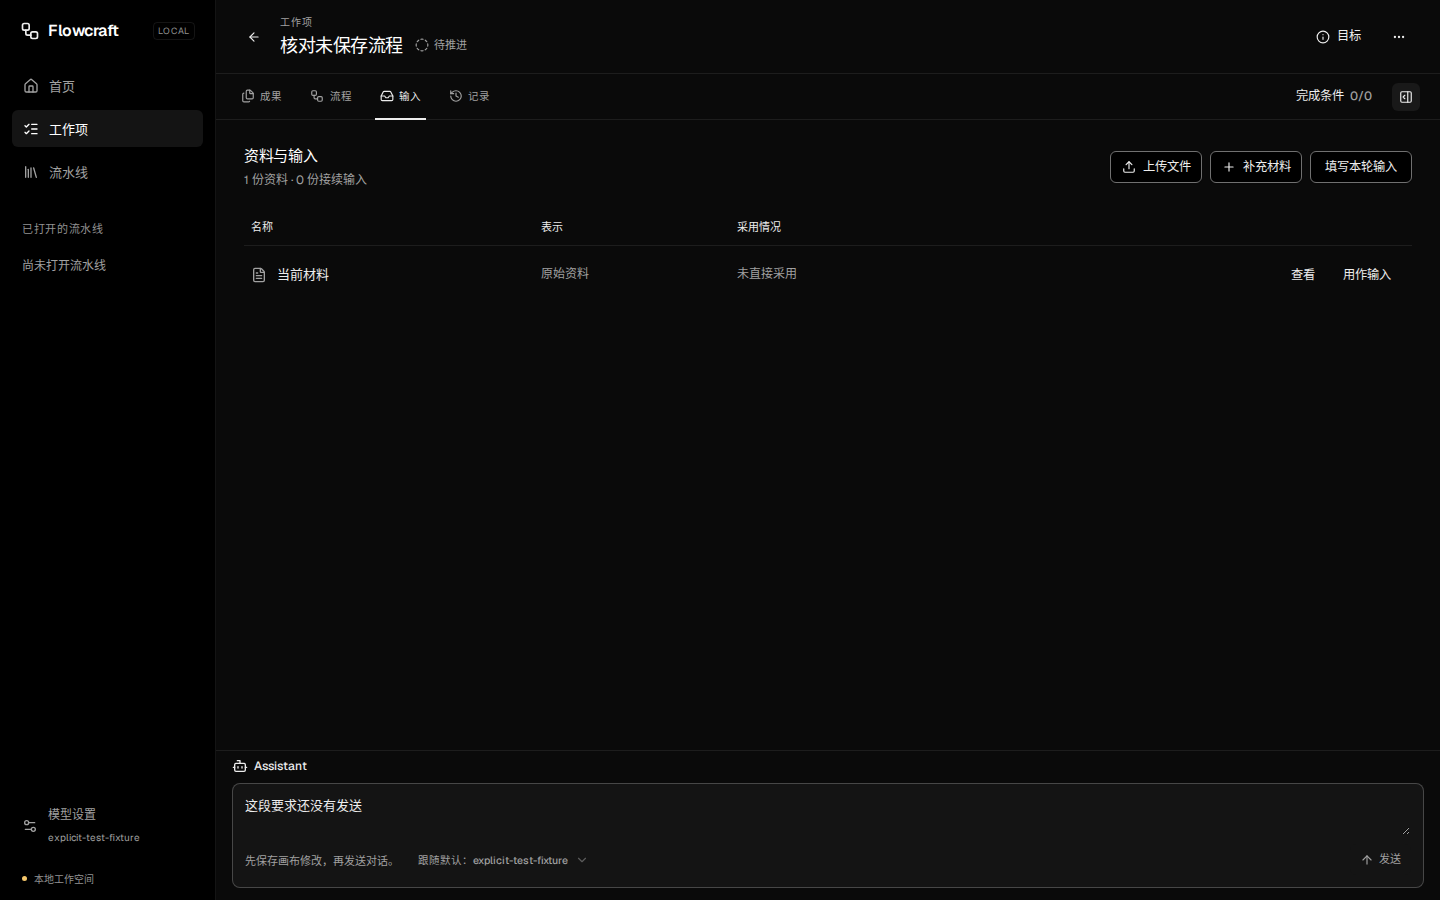 Flowcraft LOCAL
首页
工作项
流水线
已打开的流水线
尚未打开流水线
模型设置
explicit-test-fixture
本地工作空间
工作项
核对未保存流程 待推进
目标
成果 流程 输入 记录
完成条件 0/0
资料与输入
1 份资料 · 0 份接续输入
上传文件 补充材料 填写本轮输入
名称 表示 采用情况
当前材料 原始资料 未直接采用 查看 用作输入
Assistant
这段要求还没有发送
先保存画布修改，再发送对话。 跟随默认：explicit-test-fixture 发送